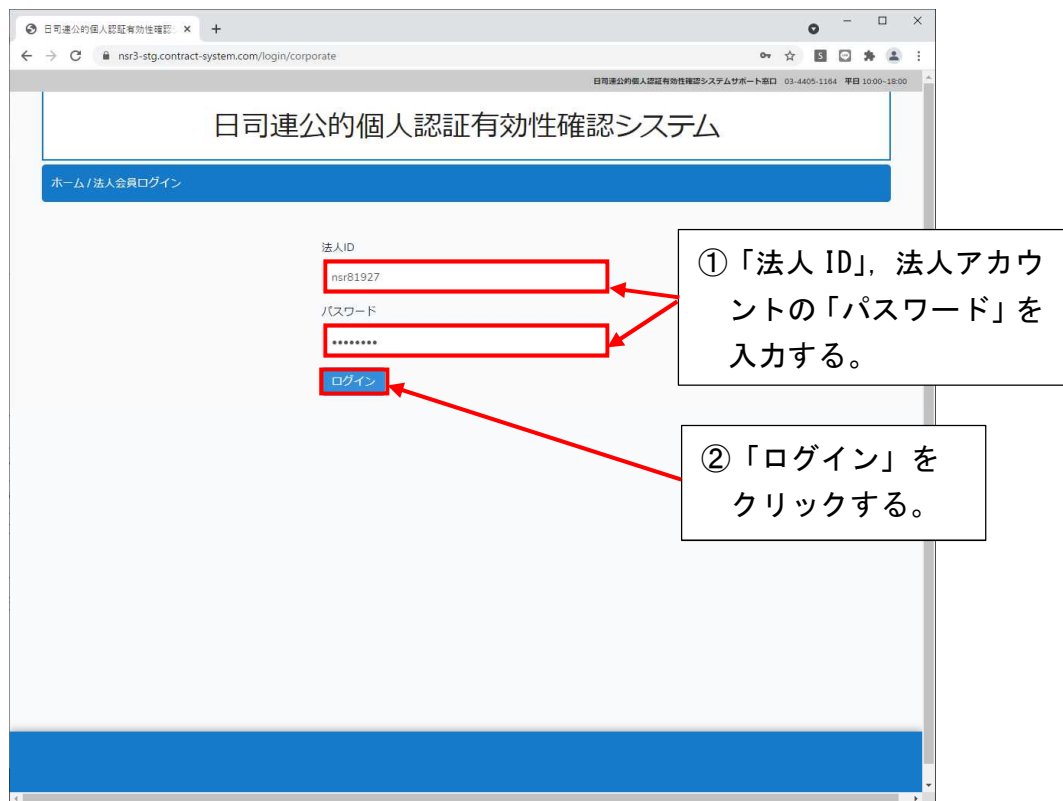 日司連公的個人認証有効性確認
nsr3-stg.contract-system.com/login/corporate
日司連公的個人認証有効性確認システムサポート窓口 03-4405-1164 平日 10:00~18:00
日司連公的個人認証有効性確認システム
ホーム / 法人会員ログイン
法人ID
nsr81927
パスワード
••••••••
ログイン
①「法人 ID」，法人アカウ
ントの「パスワード」を
入力する。
②「ログイン」を
クリックする。